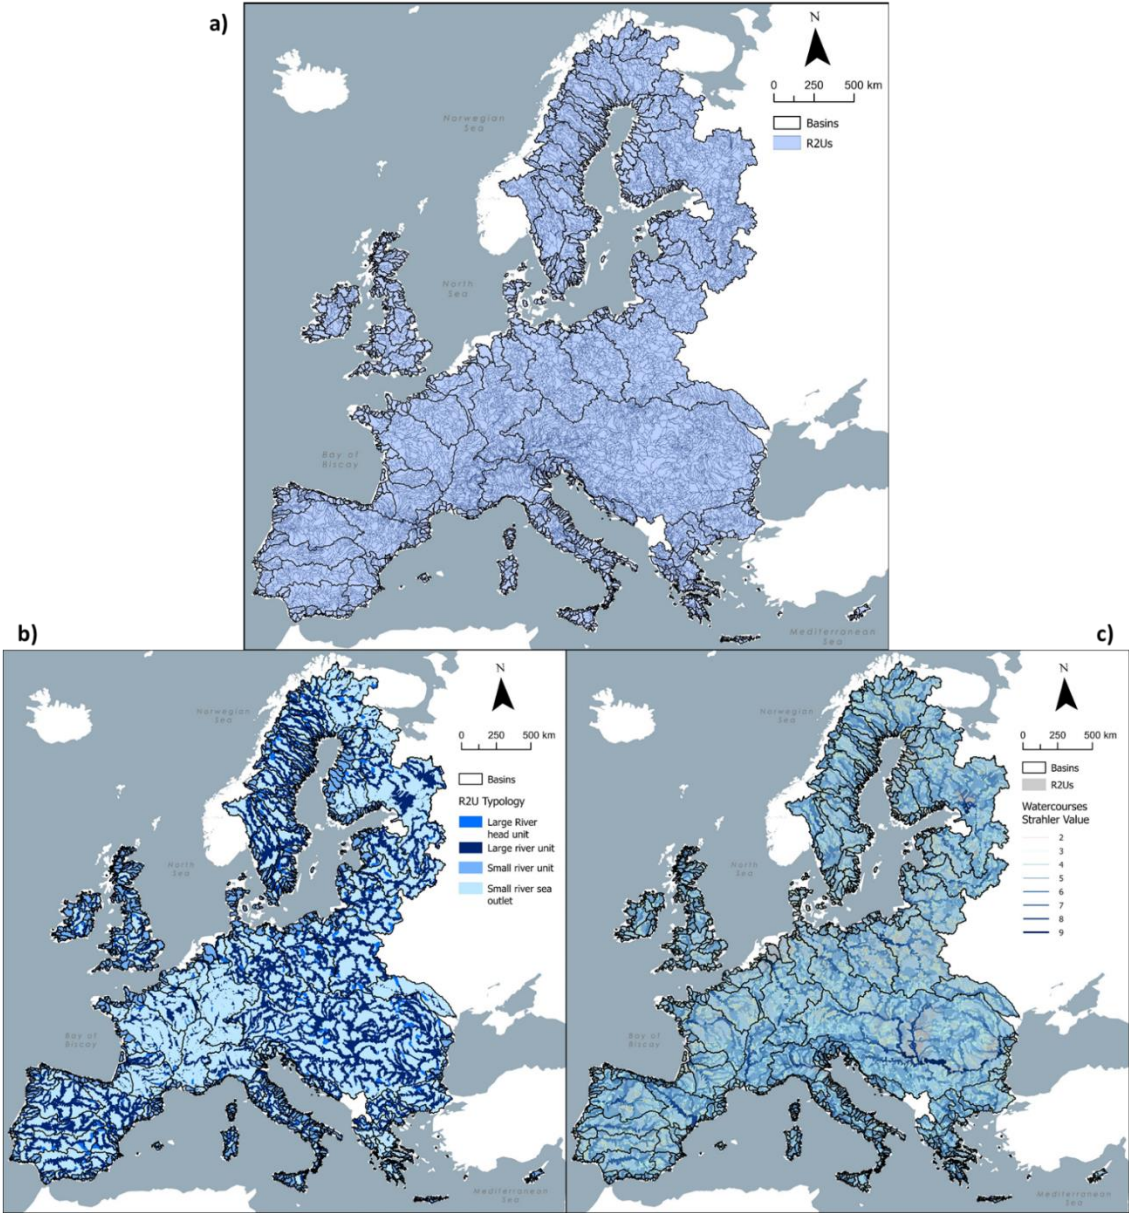 a)
N
0 250 500 km
Basins
R2Us
Norwegian
Sea
North
Sea
Bay of
Biscay
Mediterranean
Sea
b)
N
0 250 500 km
Basins
R2U Typology
Large River
head unit
Large river unit
Small river unit
Small river sea
outlet
Norwegian
Sea
North
Sea
Bay of
Biscay
Mediterranean
Sea
c)
N
0 250 500 km
Basins
R2Us
Watercourses
Strahler Value
2
3
4
5
6
7
8
9
Norwegian
Sea
North
Sea
Bay of
Biscay
Mediterranean
Sea